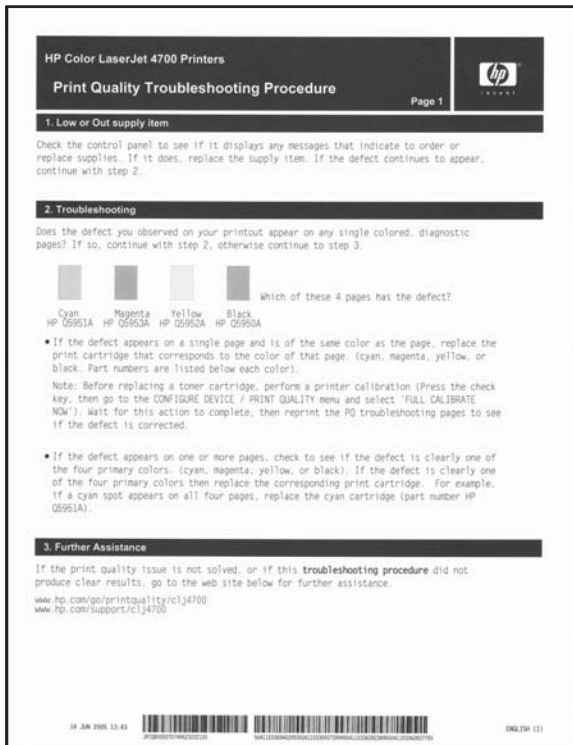 HP Color LaserJet 4700 Printers
Print Quality Troubleshooting Procedure
Page 1
hp
invent
1. Low or Out supply item
Check the control panel to see if it displays any messages that indicate to order or
replace supplies. If it does, replace the supply item. If the defect continues to appear,
continue with step 2.
2. Troubleshooting
Does the defect you observed on your printout appear on any single colored, diagnostic
pages? If so, continue with step 2, otherwise continue to step 3.
Which of these 4 pages has the defect?
Cyan Magenta Yellow Black
HP Q5951A HP Q5953A HP Q5952A HP Q5950A
• If the defect appears on a single page and is of the same color as the page, replace the
print cartridge that corresponds to the color of that page. (cyan, magenta, yellow, or
black. Part numbers are listed below each color).
Note: Before replacing a toner cartridge, perform a printer calibration (Press the check
key, then go to the CONFIGURE DEVICE / PRINT QUALITY menu and select 'FULL CALIBRATE
NOW'). Wait for this action to complete, then reprint the PQ troubleshooting pages to see
if the defect is corrected.
• If the defect appears on one or more pages, check to see if the defect is clearly one of
the four primary colors. (cyan, magenta, yellow, or black). If the defect is clearly one
of the four primary colors then replace the corresponding print cartridge. For example,
if a cyan spot appears on all four pages, replace the cyan cartridge (part number HP
Q5951A).
3. Further Assistance
If the print quality issue is not solved, or if this troubleshooting procedure did not
produce clear results, go to the web site below for further assistance.
www.hp.com/go/printquality/clj4700
www.hp.com/support/clj4700
14 JUN 2005 13:43
ENGLISH (1)